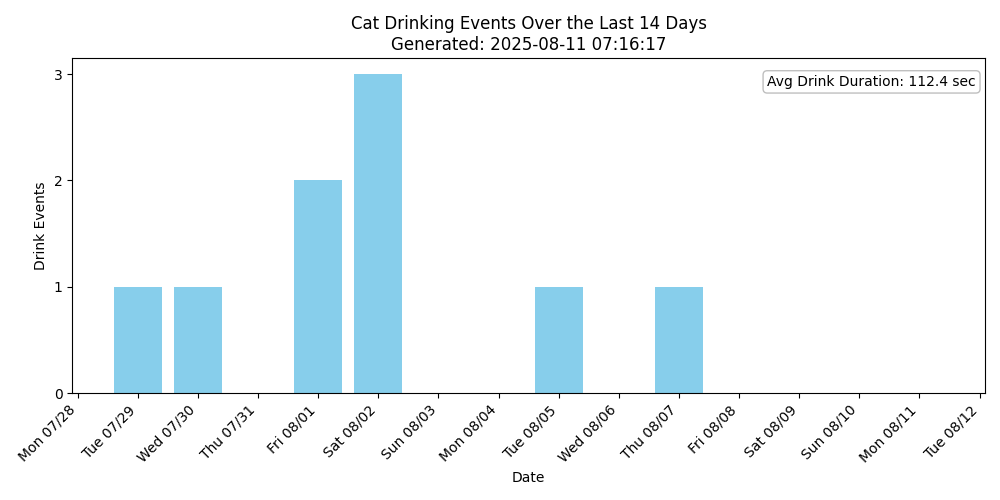 Cat Drinking Events Over the Last 14 Days
Generated: 2025-08-11 07:16:17
Avg Drink Duration: 112.4 sec
Drink Events
3
2
1
0
Mon 07/28
Tue 07/29
Wed 07/30
Thu 07/31
Fri 08/01
Sat 08/02
Sun 08/03
Mon 08/04
Tue 08/05
Wed 08/06
Thu 08/07
Fri 08/08
Sat 08/09
Sun 08/10
Mon 08/11
Tue 08/12
Date